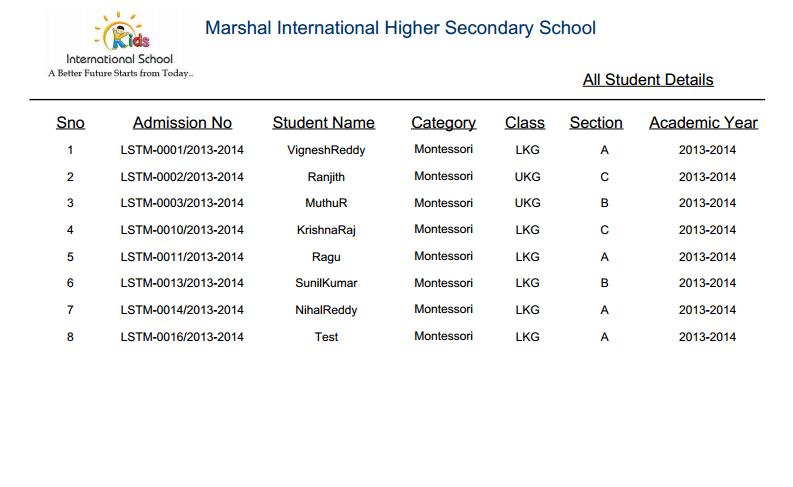 Marshal International Higher Secondary School
Kids
International School
A Better Future Starts from Today..
All Student Details
Sno Admission No Student Name Category Class Section Academic Year
1 LSTM-0001/2013-2014 VigneshReddy Montessori LKG A 2013-2014
2 LSTM-0002/2013-2014 Ranjith Montessori UKG C 2013-2014
3 LSTM-0003/2013-2014 MuthuR Montessori UKG B 2013-2014
4 LSTM-0010/2013-2014 KrishnaRaj Montessori LKG C 2013-2014
5 LSTM-0011/2013-2014 Ragu Montessori LKG A 2013-2014
6 LSTM-0013/2013-2014 SunilKumar Montessori LKG B 2013-2014
7 LSTM-0014/2013-2014 NihalReddy Montessori LKG A 2013-2014
8 LSTM-0016/2013-2014 Test Montessori LKG A 2013-2014